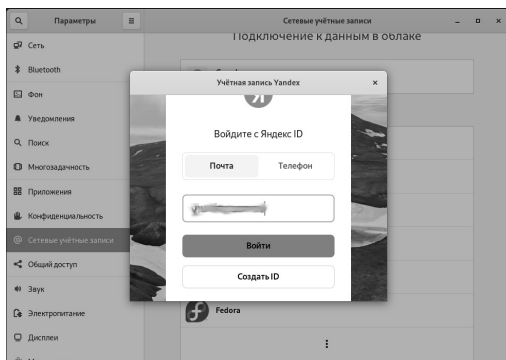 Параметры
Сетевые учётные записи
Подключение к данным в облаке
Сеть
Bluetooth
Фон
Уведомления
Поиск
Многозадачность
Приложения
Конфиденциальность
Сетевые учётные записи
Общий доступ
Звук
Электропитание
Дисплеи
Учётная запись Yandex
Я
Войдите с Яндекс ID
Почта
Телефон
Войти
Создать ID
Fedora